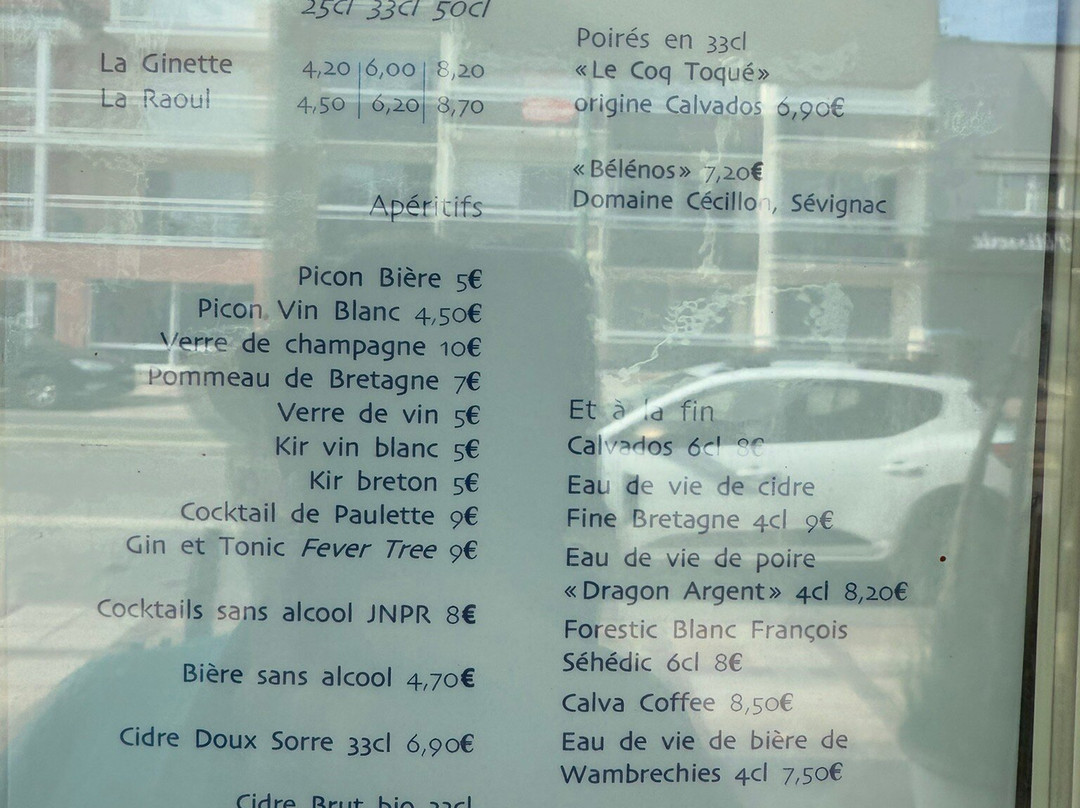 25cl 33cl 50cl
La Ginette 4,20 | 6,00 | 8,20
La Raoul 4,50 | 6,20 | 8,70
Apéritifs
Picon Bière 5€
Picon Vin Blanc 4,50€
Verre de champagne 10€
Pommeau de Bretagne 7€
Verre de vin 5€
Kir vin blanc 5€
Kir breton 5€
Cocktail de Paulette 9€
Gin et Tonic Fever Tree 9€
Cocktails sans alcool JNPR 8€
Bière sans alcool 4,70€
Cidre Doux Sorre 33cl 6,90€
Cidre Brut bio 33cl
Poirés en 33cl
«Le Coq Toqué»
origine Calvados 6,90€
«Bélénos» 7,20€
Domaine Cécillon, Sévignac
Et à la fin
Calvados 6cl 8€
Eau de vie de cidre
Fine Bretagne 4cl 9€
Eau de vie de poire
«Dragon Argent» 4cl 8,20€
Forestic Blanc François
Séhédic 6cl 8€
Calva Coffee 8,50€
Eau de vie de bière de
Wambrechies 4cl 7,50€